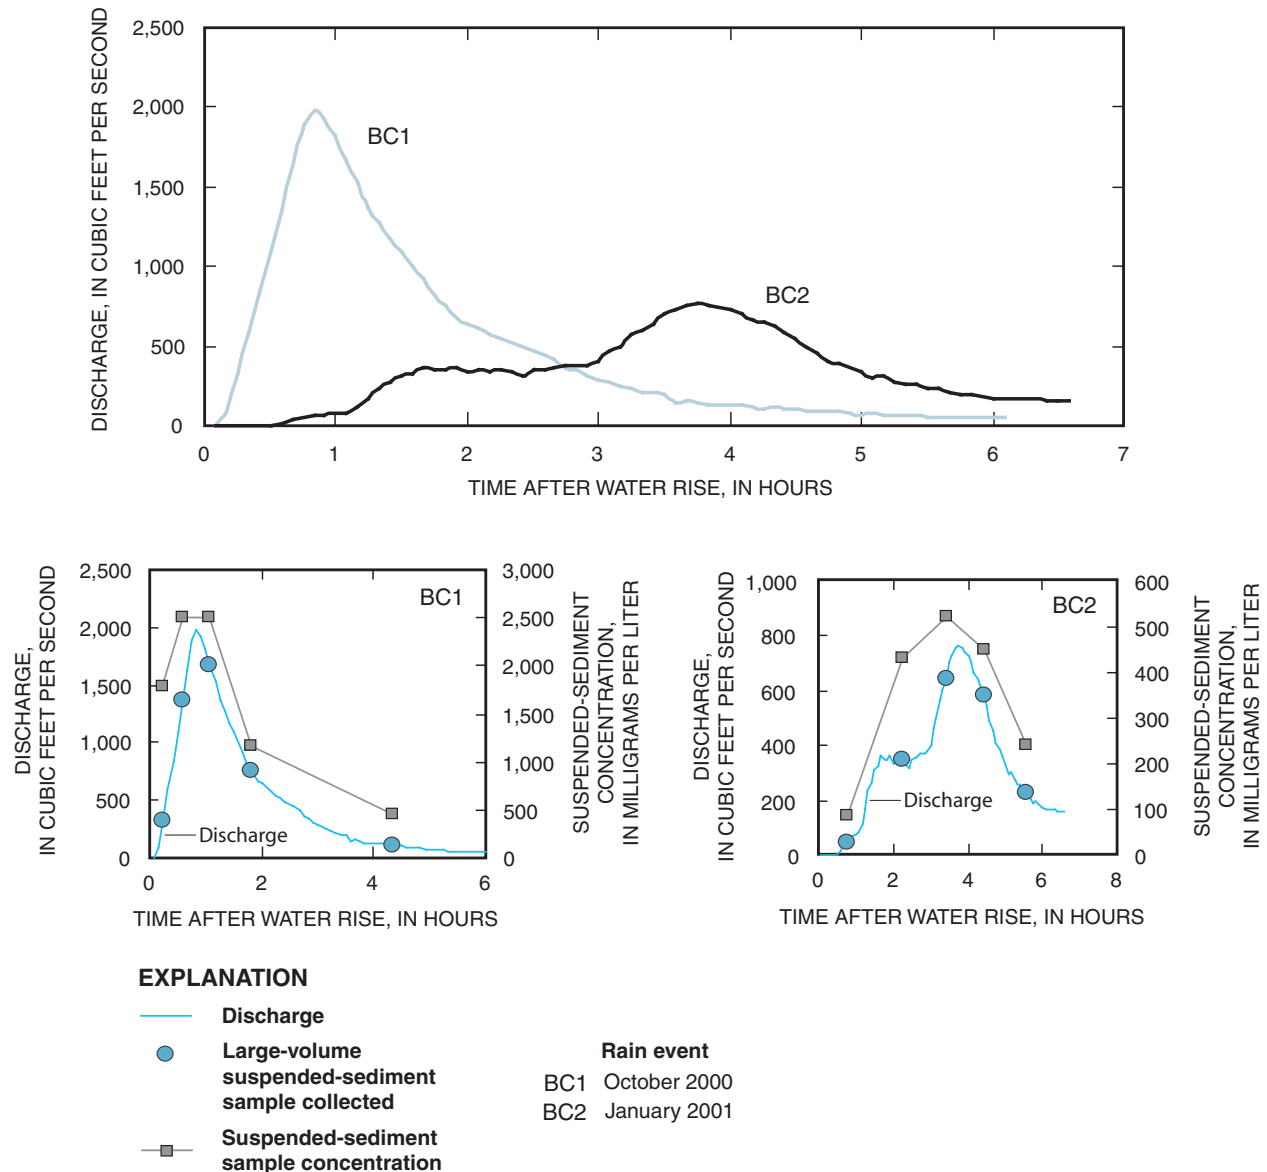 DISCHARGE, IN CUBIC FEET PER SECOND
2,500
2,000
1,500
1,000
500
0
BC1
BC2
0 1 2 3 4 5 6 7
TIME AFTER WATER RISE, IN HOURS
DISCHARGE,
IN CUBIC FEET PER SECOND
2,500
2,000
1,500
1,000
500
0
BC1
Discharge
3,000
2,500
2,000
1,500
1,000
500
0
SUSPENDED-SEDIMENT
CONCENTRATION,
IN MILLIGRAMS PER LITER
0 2 4 6
TIME AFTER WATER RISE, IN HOURS
DISCHARGE,
IN CUBIC FEET PER SECOND
1,000
800
600
400
200
0
BC2
Discharge
600
500
400
300
200
100
0
SUSPENDED-SEDIMENT
CONCENTRATION,
IN MILLIGRAMS PER LITER
0 2 4 6 8
TIME AFTER WATER RISE, IN HOURS
EXPLANATION
Discharge
Large-volume
suspended-sediment
sample collected
Suspended-sediment
sample concentration
Rain event
BC1 October 2000
BC2 January 2001